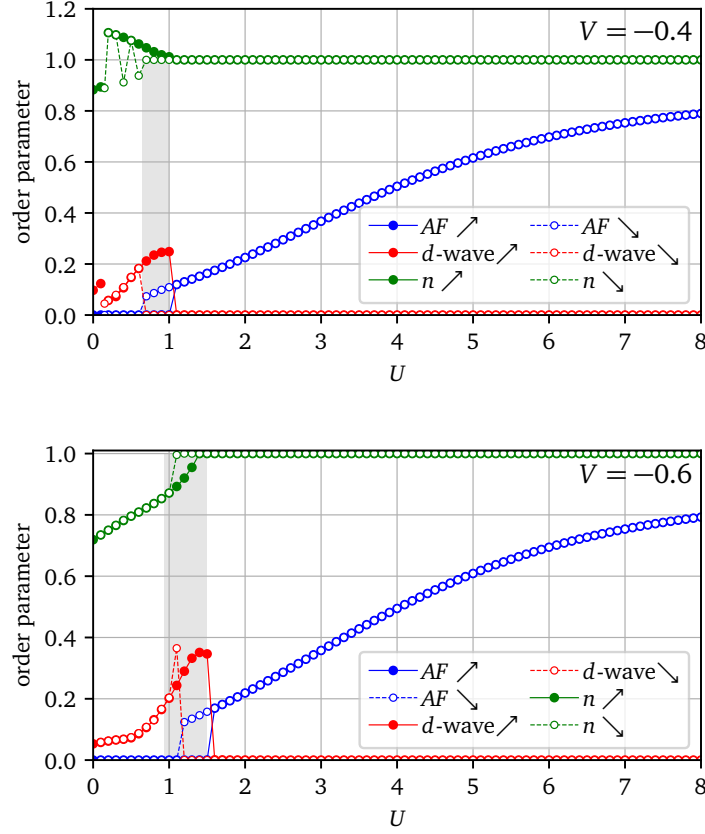 1.2
1.0
0.8
0.6
0.4
0.2
0.0
order parameter
V = −0.4
AF ↗
d-wave ↗
n ↗
AF ↘
d-wave ↘
n ↘
0 1 2 3 4 5 6 7 8
U
1.0
0.8
0.6
0.4
0.2
0.0
order parameter
V = −0.6
AF ↗
AF ↘
d-wave ↗
d-wave ↘
n ↗
n ↘
0 1 2 3 4 5 6 7 8
U